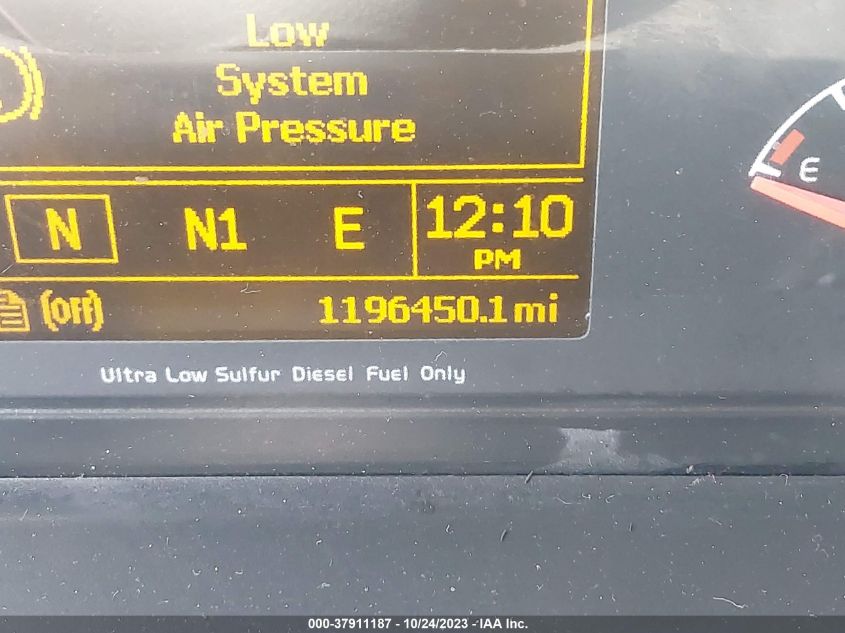 Low
System
Air Pressure
E
N N1 E 12:10
PM
(OFF) 1196450.1 mi
Ultra Low Sulfur Diesel Fuel Only
000-37911187 - 10/24/2023 - IAA Inc.